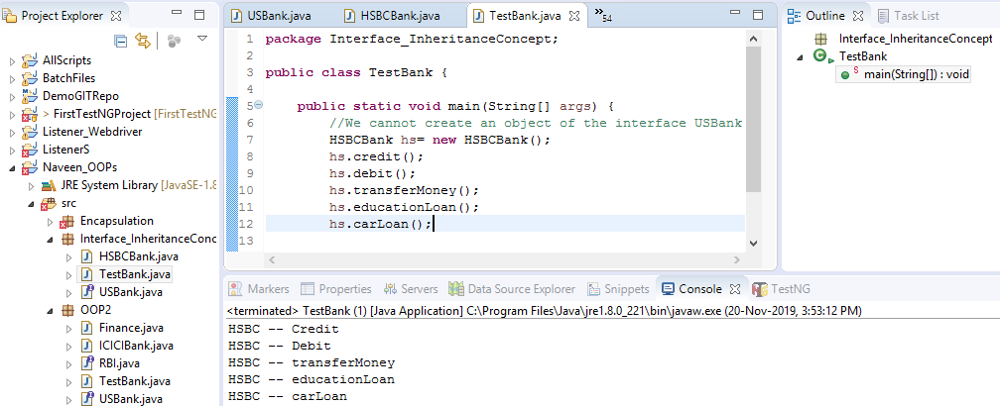 Project Explorer
AllScripts
BatchFiles
DemoGITRepo
> FirstTestNGProject [FirstTestNG
Listener_Webdriver
ListenerS
Naveen_OOPs
JRE System Library [JavaSE-1.8
src
Encapsulation
Interface_InheritanceConc
HSBCBank.java
TestBank.java
USBank.java
OOP2
Finance.java
ICICIBank.java
RBI.java
TestBank.java
USBank.java
USBank.java
HSBCBank.java
TestBank.java
»54
1 package Interface_InheritanceConcept;
2
3 public class TestBank {
4
5 public static void main(String[] args) {
6 //We cannot create an object of the interface USBank
7 HSBCBank hs= new HSBCBank();
8 hs.credit();
9 hs.debit();
10 hs.transferMoney();
11 hs.educationLoan();
12 hs.carLoan();
13
Outline
Task List
Interface_InheritanceConcept
TestBank
main(String[]) : void
Markers
Properties
Servers
Data Source Explorer
Snippets
Console
TestNG
<terminated> TestBank (1) [Java Application] C:\Program Files\Java\jre1.8.0_221\bin\javaw.exe (20-Nov-2019, 3:53:12 PM)
HSBC -- Credit
HSBC -- Debit
HSBC -- transferMoney
HSBC -- educationLoan
HSBC -- carLoan